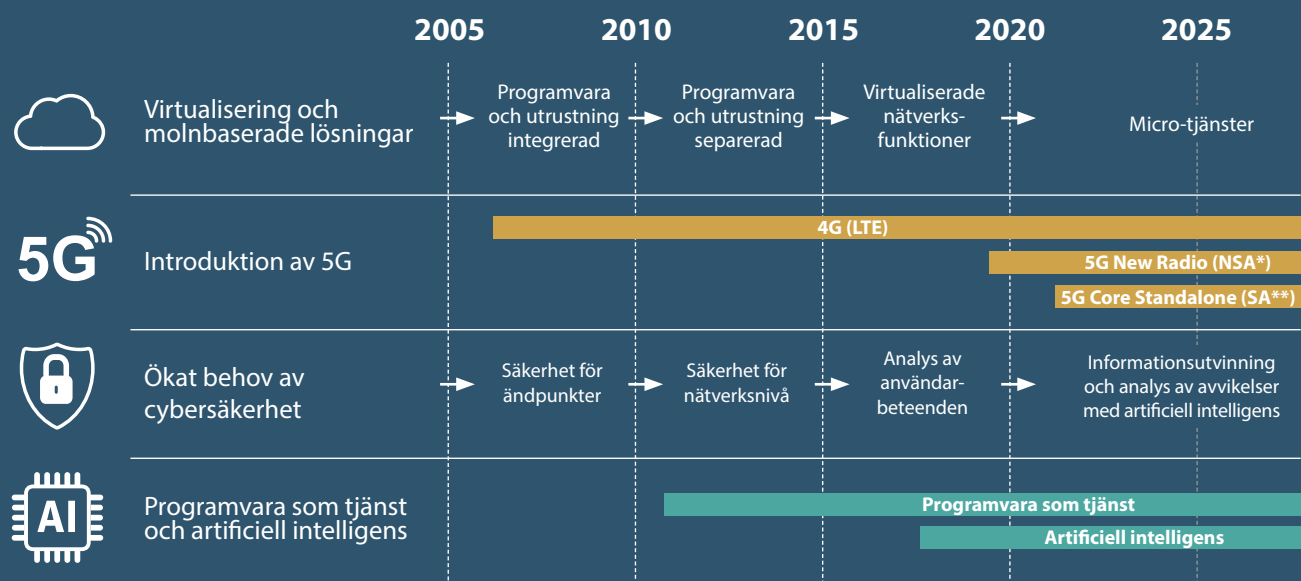 2005 2010 2015 2020 2025
Virtualisering och
molnbaserade lösningar
Programvara
och utrustning
integrerad
Programvara
och utrustning
separerad
Virtualiserade
nätverks-
funktioner
Micro-tjänster
5G
Introduktion av 5G
4G (LTE)
5G New Radio (NSA*)
5G Core Standalone (SA**)
Ökat behov av
cybersäkerhet
Säkerhet för
ändpunkter
Säkerhet för
nätverksnivå
Analys av
användar-
beteenden
Informationsutvinning
och analys av avvikelser
med artificiell intelligens
AI
Programvara som tjänst
och artificiell intelligens
Programvara som tjänst
Artificiell intelligens